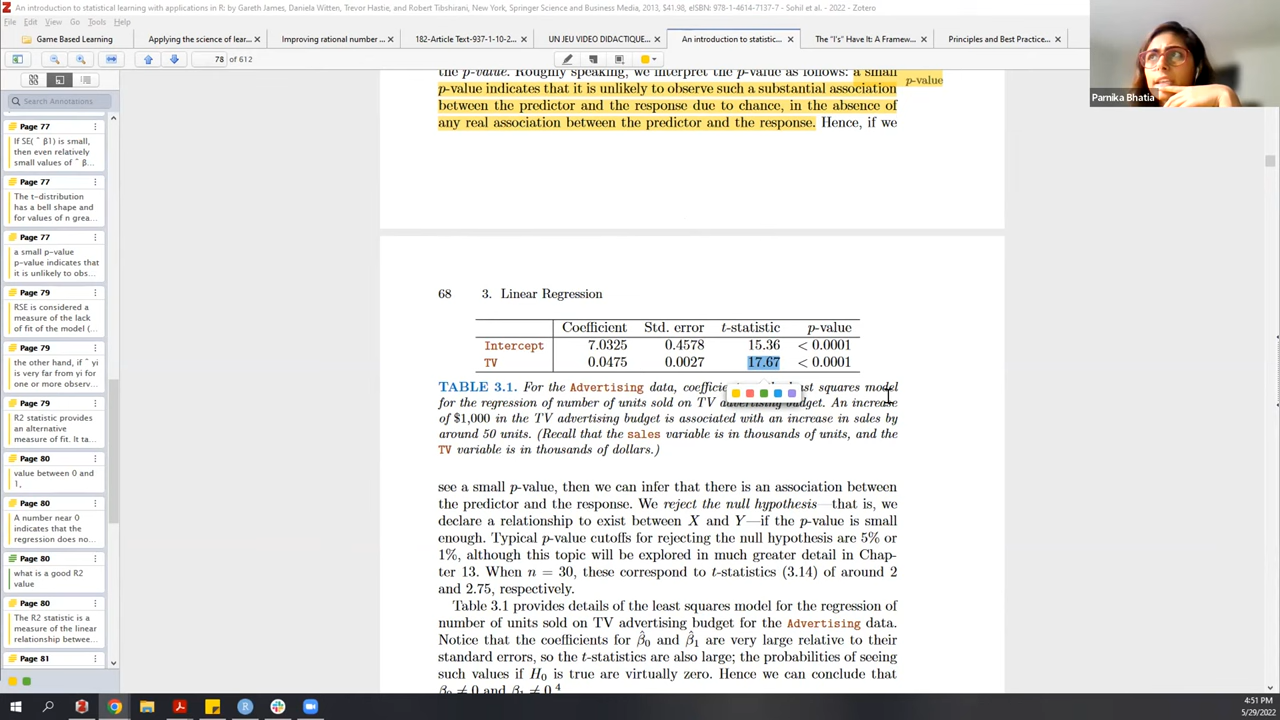 An introduction to statistical learning with applications in R: by Gareth James, Daniela Witten, Trevor Hastie, and Robert Tibshirani, New York, Springer Science and Business Media, 2013, $41.98, eISBN: 978-1-4614-7137-7 - Sohil et al. - 2022 - Zotero
File Edit View Go Tools Help
Game Based Learning
Applying the science of lear...
Improving rational number ...
182-Article Text-937-1-10-2...
UN JEU VIDEO DIDACTIQUE...
An introduction to statistic...
The "I's" Have It: A Framew...
Principles and Best Practice...
78 of 612
Search Annotations
Page 77
If SE( ˆ β1) is small,
then even relatively
small values of ˆ β...
Page 77
The t-distribution
has a bell shape and
for values of n grea...
Page 77
a small p-value
p-value indicates that
it is unlikely to obs...
Page 79
RSE is considered a
measure of the lack
of fit of the model (...
Page 79
the other hand, if ˆ yi
is very far from yi for
one or more observ...
Page 79
R2 statistic provides
an alternative
measure of fit. It ta...
Page 80
value between 0 and
1,
Page 80
A number near 0
indicates that the
regression does no...
Page 80
what is a good R2
value
Page 80
The R2 statistic is a
measure of the linear
relationship betwee...
Page 81
the p-value. Roughly speaking, we interpret the p-value as follows: a small
p-value indicates that it is unlikely to observe such a substantial association
between the predictor and the response due to chance, in the absence of
any real association between the predictor and the response. Hence, if we
p-value
68 3. Linear Regression
Coefficient Std. error t-statistic p-value
Intercept 7.0325 0.4578 15.36 < 0.0001
TV 0.0475 0.0027 17.67 < 0.0001
TABLE 3.1. For the Advertising data, least squares model
for the regression of number of units sold on TV advertising budget. An increase
of $1,000 in the TV advertising budget is associated with an increase in sales by
around 50 units. (Recall that the sales variable is in thousands of units, and the
TV variable is in thousands of dollars.)
see a small p-value, then we can infer that there is an association between
the predictor and the response. We reject the null hypothesis—that is, we
declare a relationship to exist between X and Y—if the p-value is small
enough. Typical p-value cutoffs for rejecting the null hypothesis are 5% or
1%, although this topic will be explored in much greater detail in Chap-
ter 13. When n = 30, these correspond to t-statistics (3.14) of around 2
and 2.75, respectively.
Table 3.1 provides details of the least squares model for the regression of
number of units sold on TV advertising budget for the Advertising data.
Notice that the coefficients for β̂0 and β̂1 are very large relative to their
standard errors, so the t-statistics are also large; the probabilities of seeing
such values if H0 is true are virtually zero. Hence we can conclude that
β0 ≠ 0 and β1 ≠ 0.4
Pamika Bhatia
4:51 PM
5/29/2022